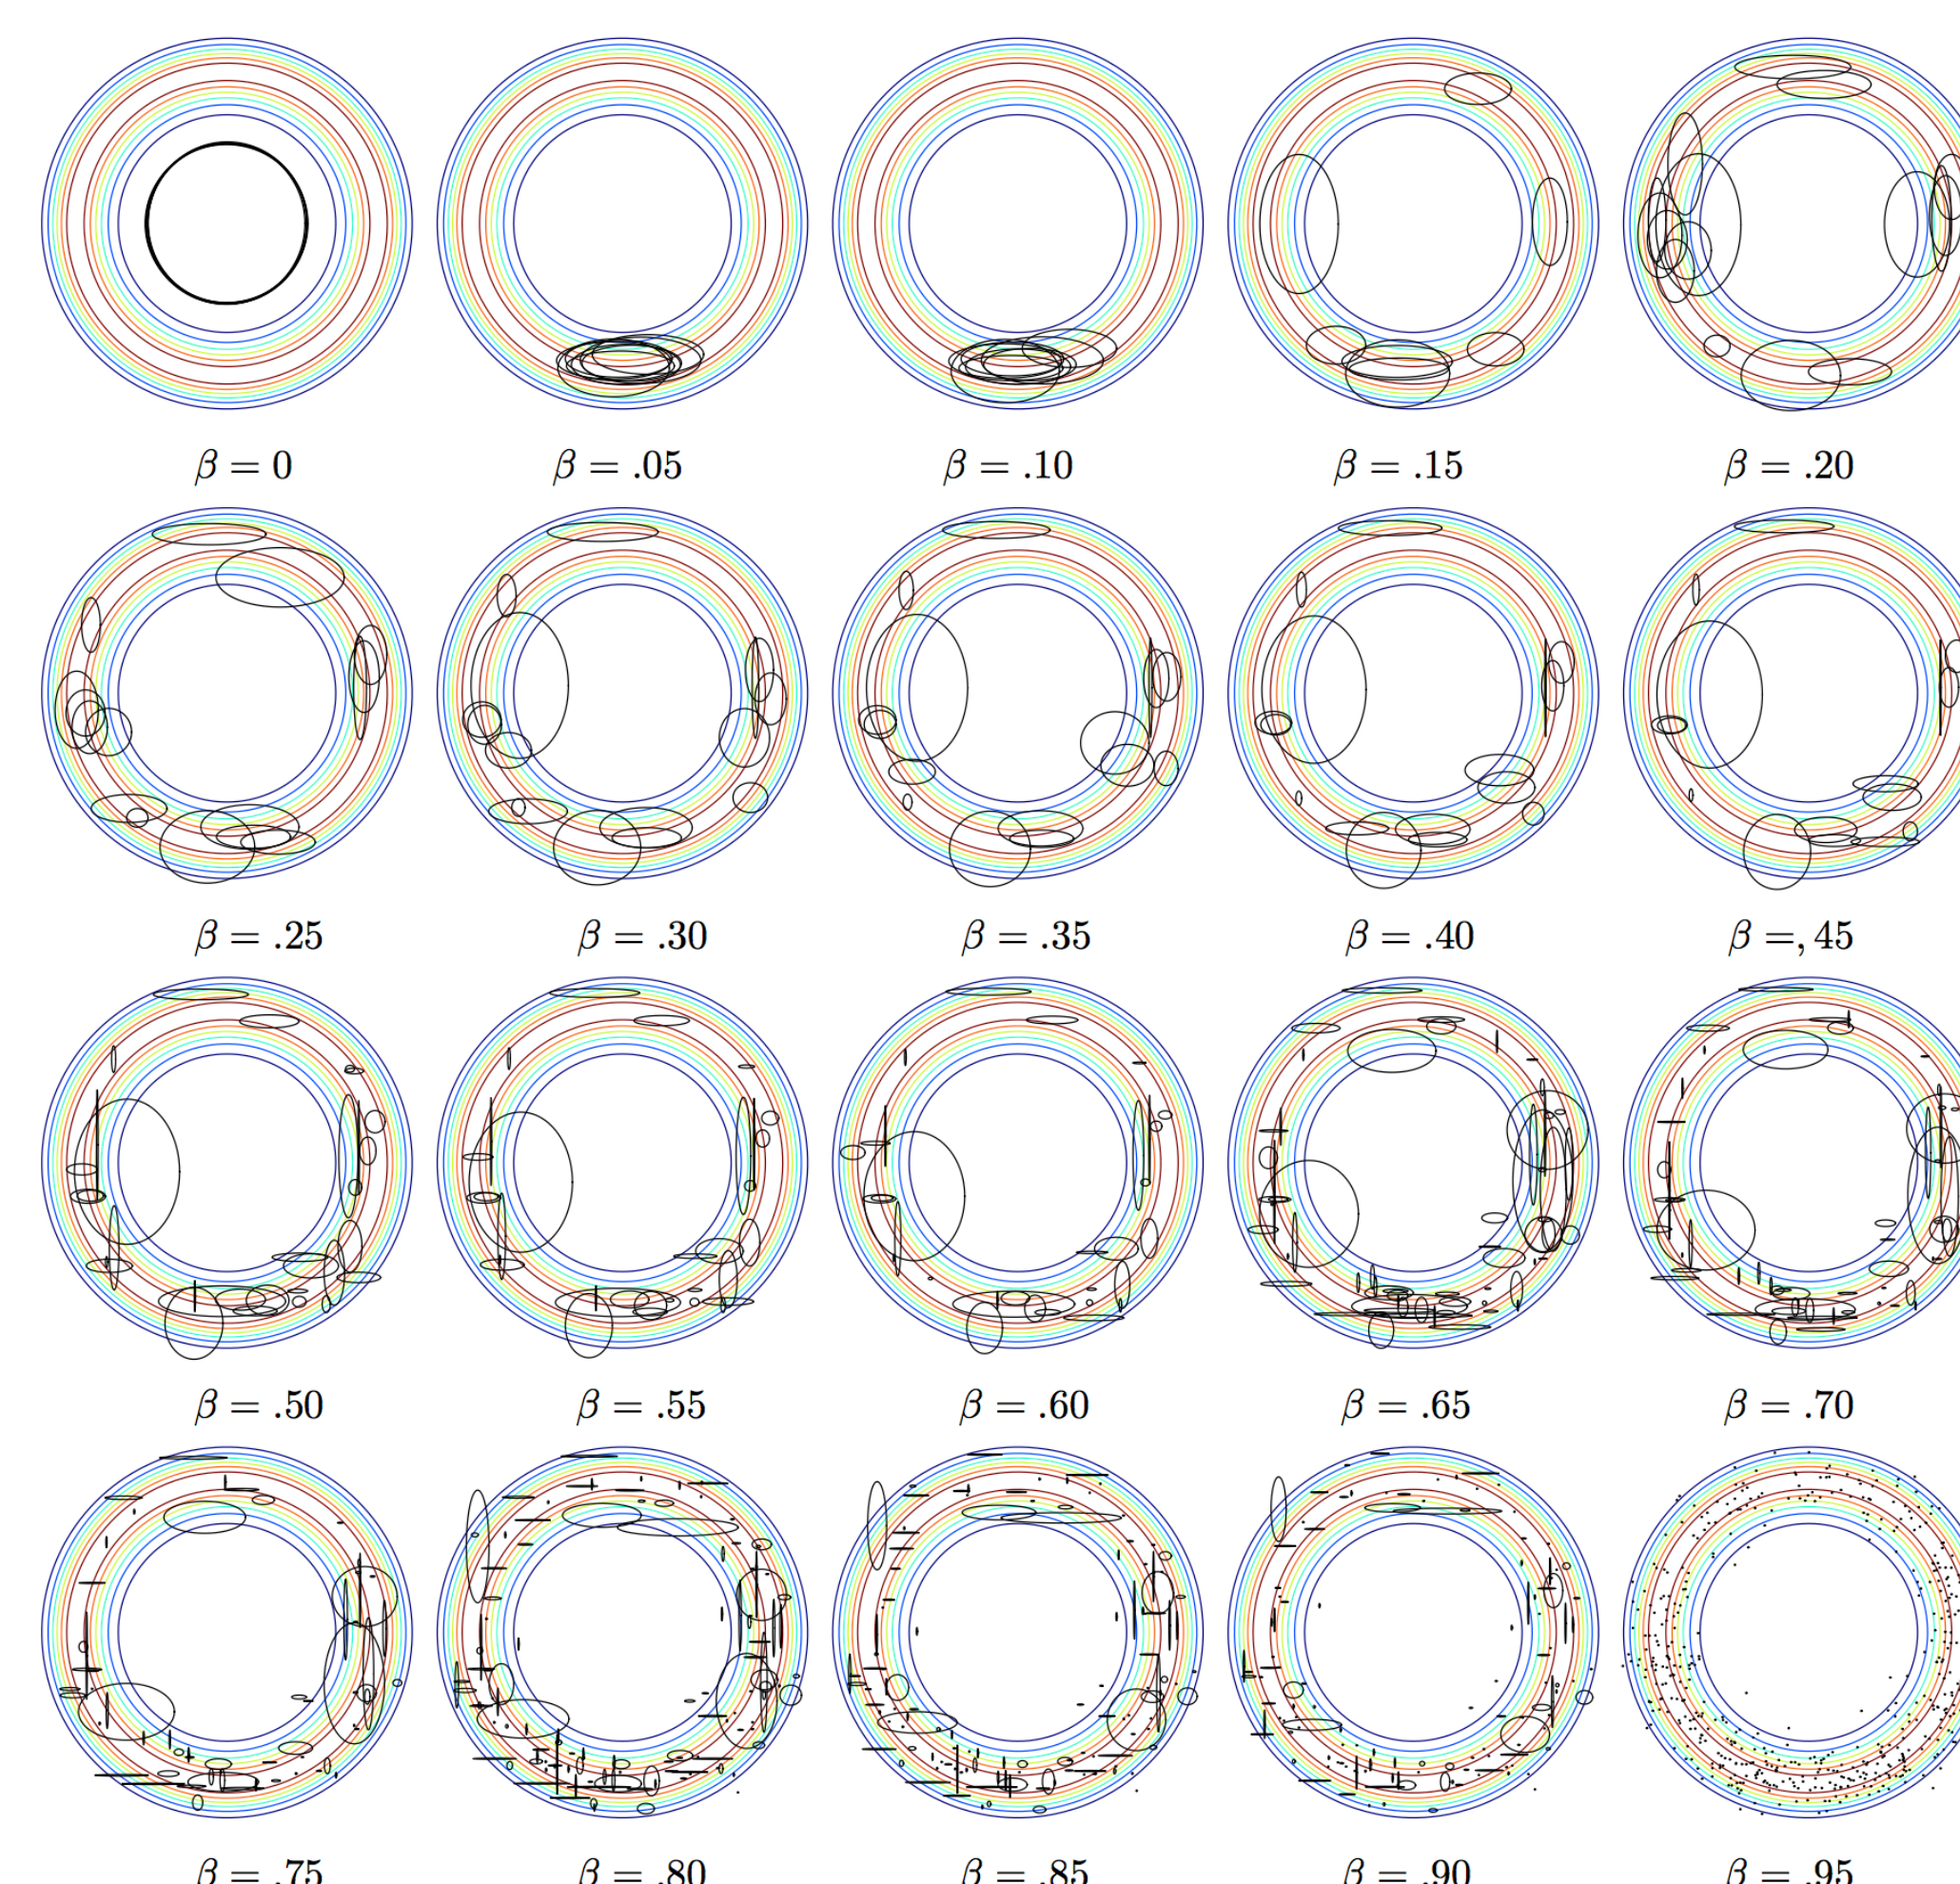 β = 0 β = .05 β = .10 β = .15 β = .20
β = .25 β = .30 β = .35 β = .40 β =, 45
β = .50 β = .55 β = .60 β = .65 β = .70
β = .75 β = .80 β = .85 β = .90 β = .95